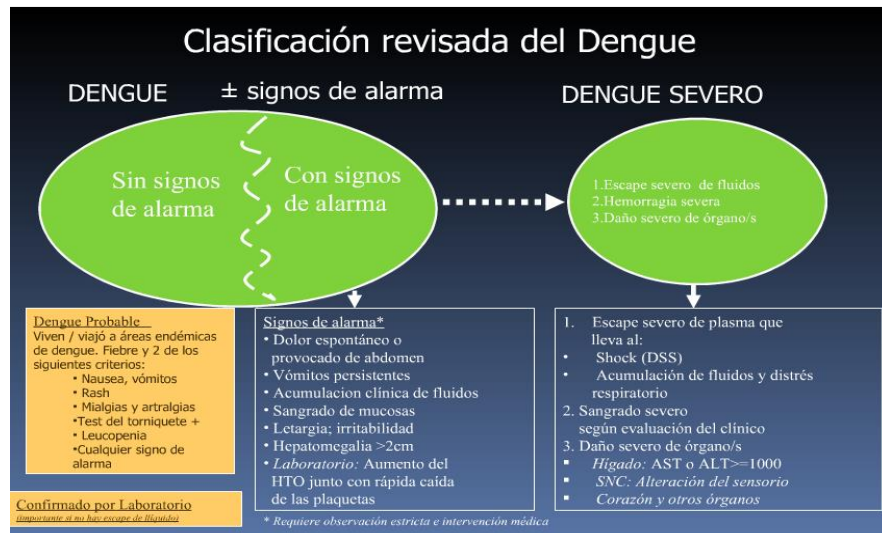 Clasificación revisada del Dengue
DENGUE ± signos de alarma
DENGUE SEVERO
Sin signos
de alarma
Con signos
de alarma
1.Escape severo de fluidos
2.Hemorragia severa
3.Daño severo de órgano/s
Dengue Probable
Viven / viajó a áreas endémicas
de dengue. Fiebre y 2 de los
siguientes criterios:
• Nausea, vómitos
• Rash
• Mialgias y artralgias
•Test del torniquete +
• Leucopenia
•Cualquier signo de
alarma
Confirmado por Laboratorio
(importante si no hay escape de llíquidos)
Signos de alarma*
• Dolor espontáneo o
provocado de abdomen
• Vómitos persistentes
• Acumulacion clínica de fluidos
• Sangrado de mucosas
• Letargia; irritabilidad
• Hepatomegalia >2cm
• Laboratorio: Aumento del
HTO junto con rápida caída
de las plaquetas
* Requiere observación estricta e intervención médica
1. Escape severo de plasma que
lleva al:
• Shock (DSS)
• Acumulación de fluidos y distrés
respiratorio
2. Sangrado severo
según evaluación del clínico
3. Daño severo de órgano/s
▪ Hígado: AST o ALT>=1000
▪ SNC: Alteración del sensorio
▪ Corazón y otros órganos